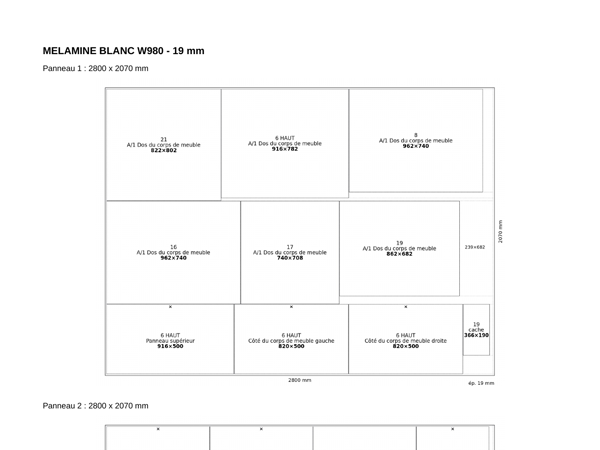 MELAMINE BLANC W980 - 19 mm
Panneau 1 : 2800 x 2070 mm
21
A/1 Dos du corps de meuble
822×802
6 HAUT
A/1 Dos du corps de meuble
916×782
8
A/1 Dos du corps de meuble
962×740
16
A/1 Dos du corps de meuble
962×740
17
A/1 Dos du corps de meuble
740×708
19
A/1 Dos du corps de meuble
862×682
239×682
2070 mm
×
6 HAUT
Panneau supérieur
916×500
×
6 HAUT
Côté du corps de meuble gauche
820×500
×
6 HAUT
Côté du corps de meuble droite
820×500
19
cache
366×190
2800 mm
ép. 19 mm
Panneau 2 : 2800 x 2070 mm
× × ×